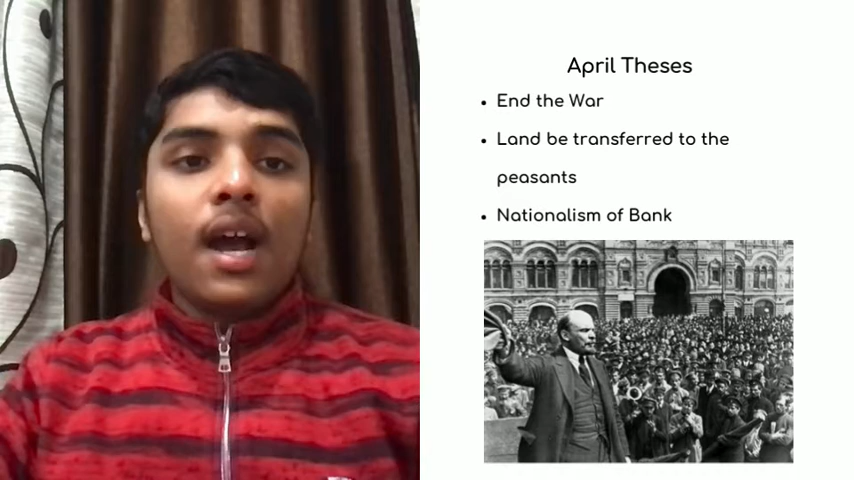 April Theses
• End the War
• Land be transferred to the
peasants
• Nationalism of Bank